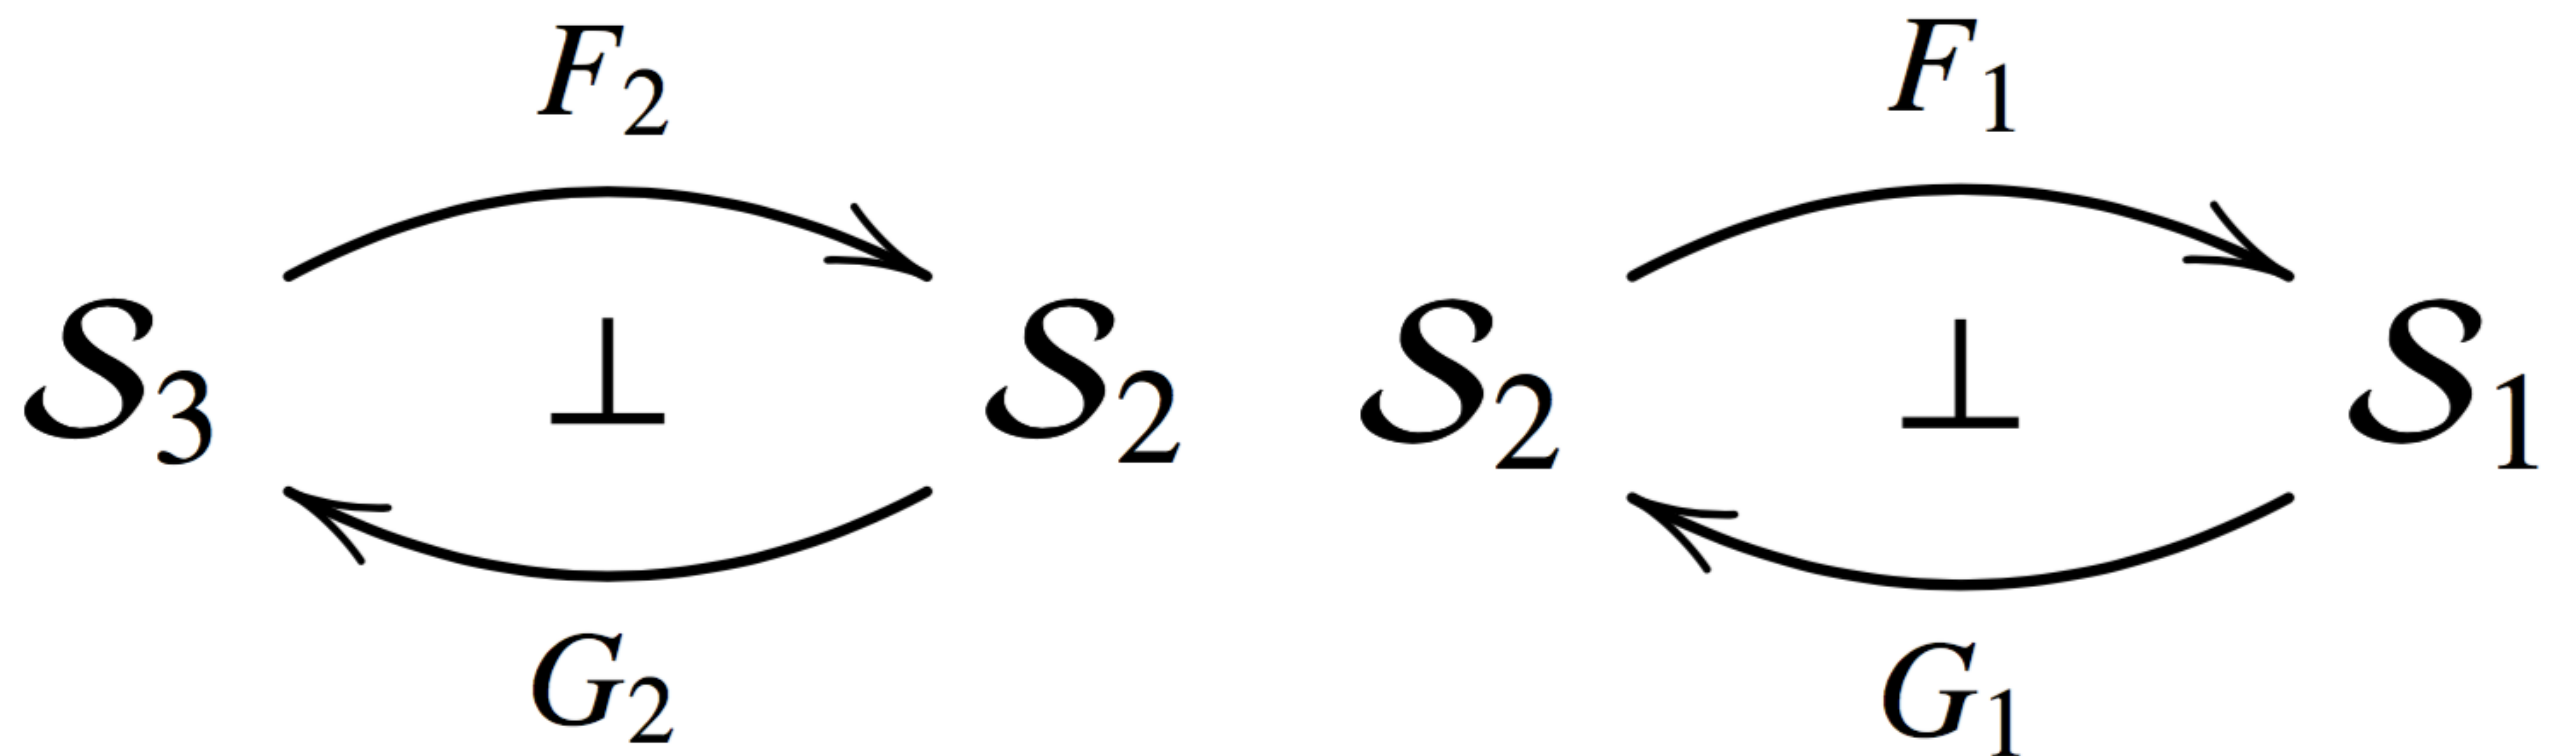 F₂ F₁
𝒮₃ ⊥ 𝒮₂ 𝒮₂ ⊥ 𝒮₁
G₂ G₁